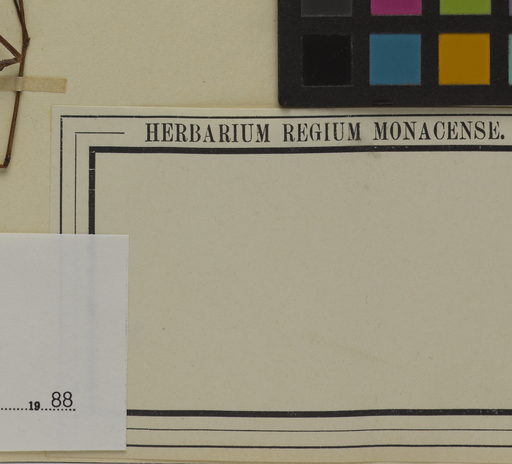 HERBARIUM REGIUM MONACENSE.
19 88